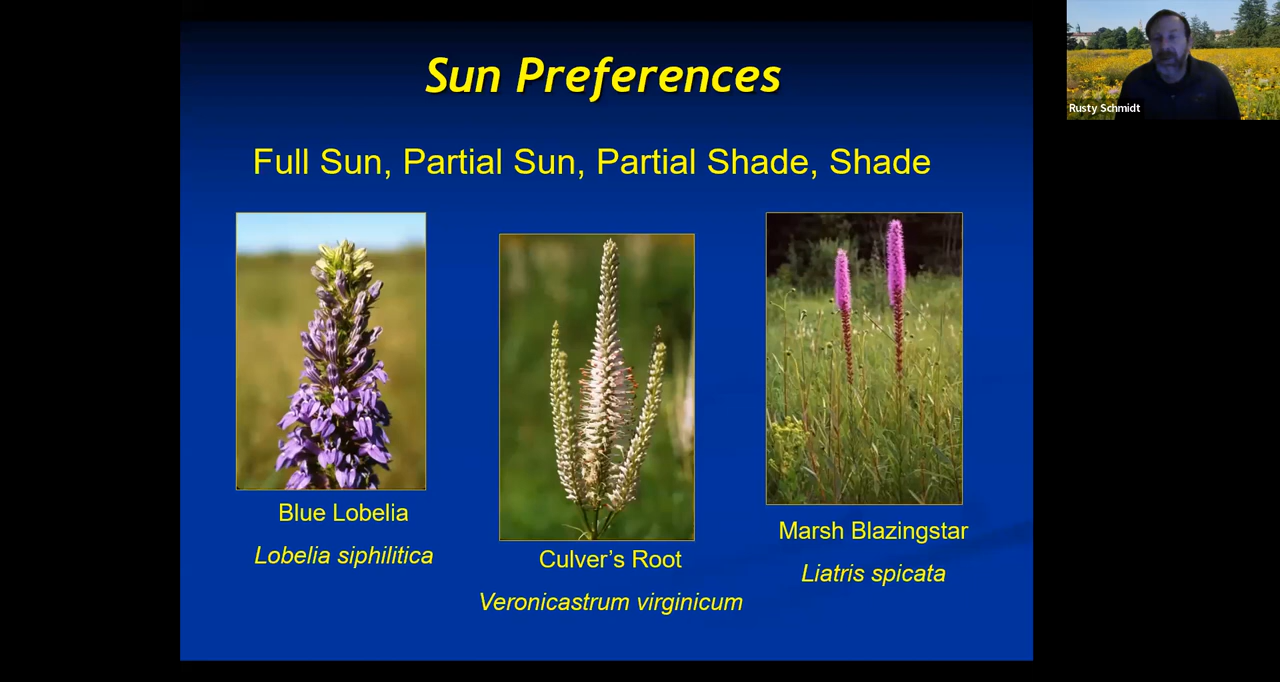 Sun Preferences
Full Sun, Partial Sun, Partial Shade, Shade
Blue Lobelia
Lobelia siphilitica
Culver’s Root
Veronicastrum virginicum
Marsh Blazingstar
Liatris spicata
Rusty Schmidt